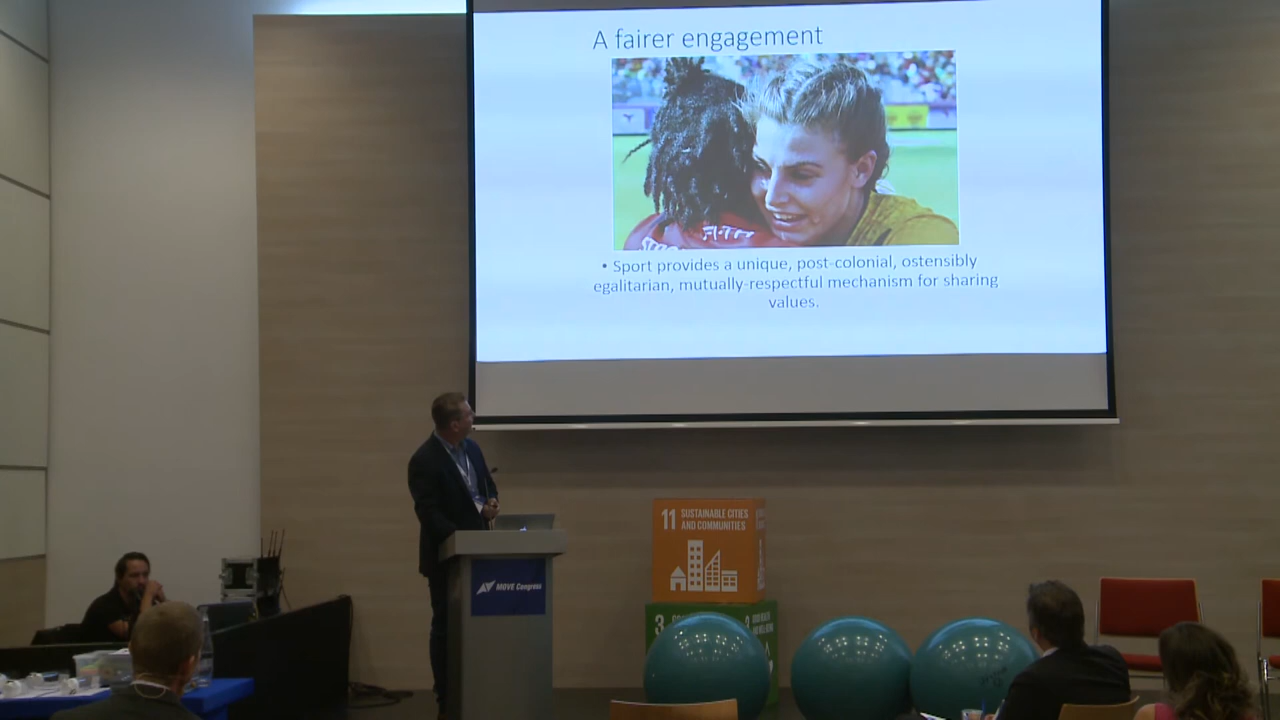 A fairer engagement
• Sport provides a unique, post-colonial, ostensibly
egalitarian, mutually-respectful mechanism for sharing
values.
11 SUSTAINABLE CITIES
AND COMMUNITIES
MOVE Congress
3